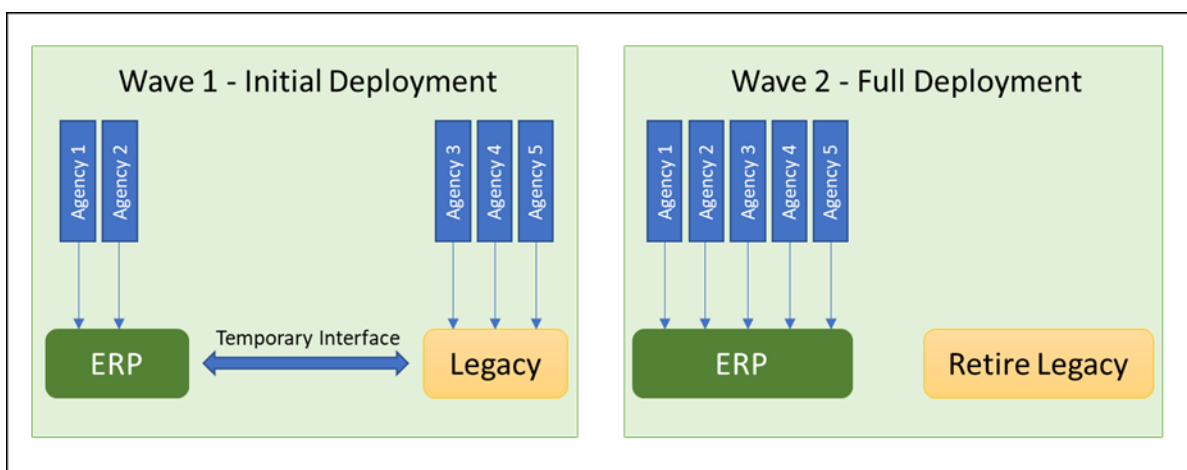 Wave 1 - Initial Deployment
Agency 1
Agency 2
Agency 3
Agency 4
Agency 5
Temporary Interface
ERP
Legacy
Wave 2 - Full Deployment
Agency 1
Agency 2
Agency 3
Agency 4
Agency 5
ERP
Retire Legacy